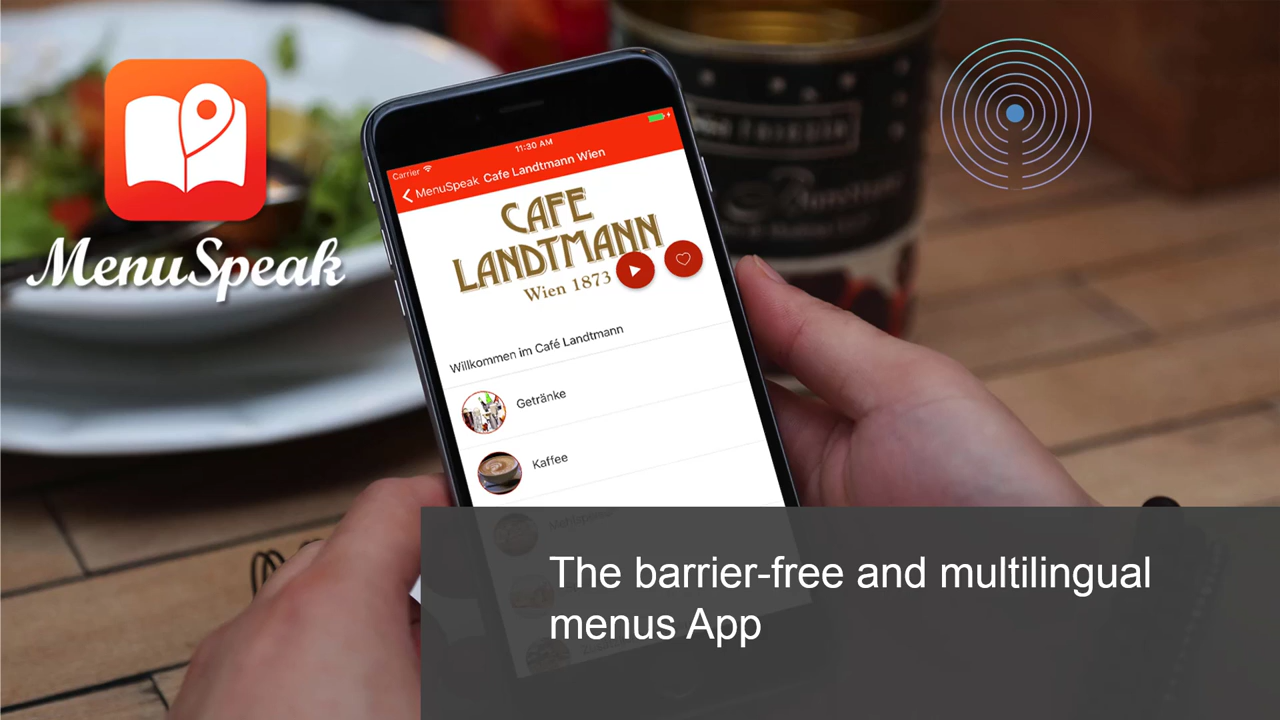 MenuSpeak
Carrier 11:30 AM
MenuSpeak Cafe Landtmann Wien
CAFE
LANDTMANN
Wien 1873
Willkommen im Café Landtmann
Getränke
Kaffee
The barrier-free and multilingual
menus App